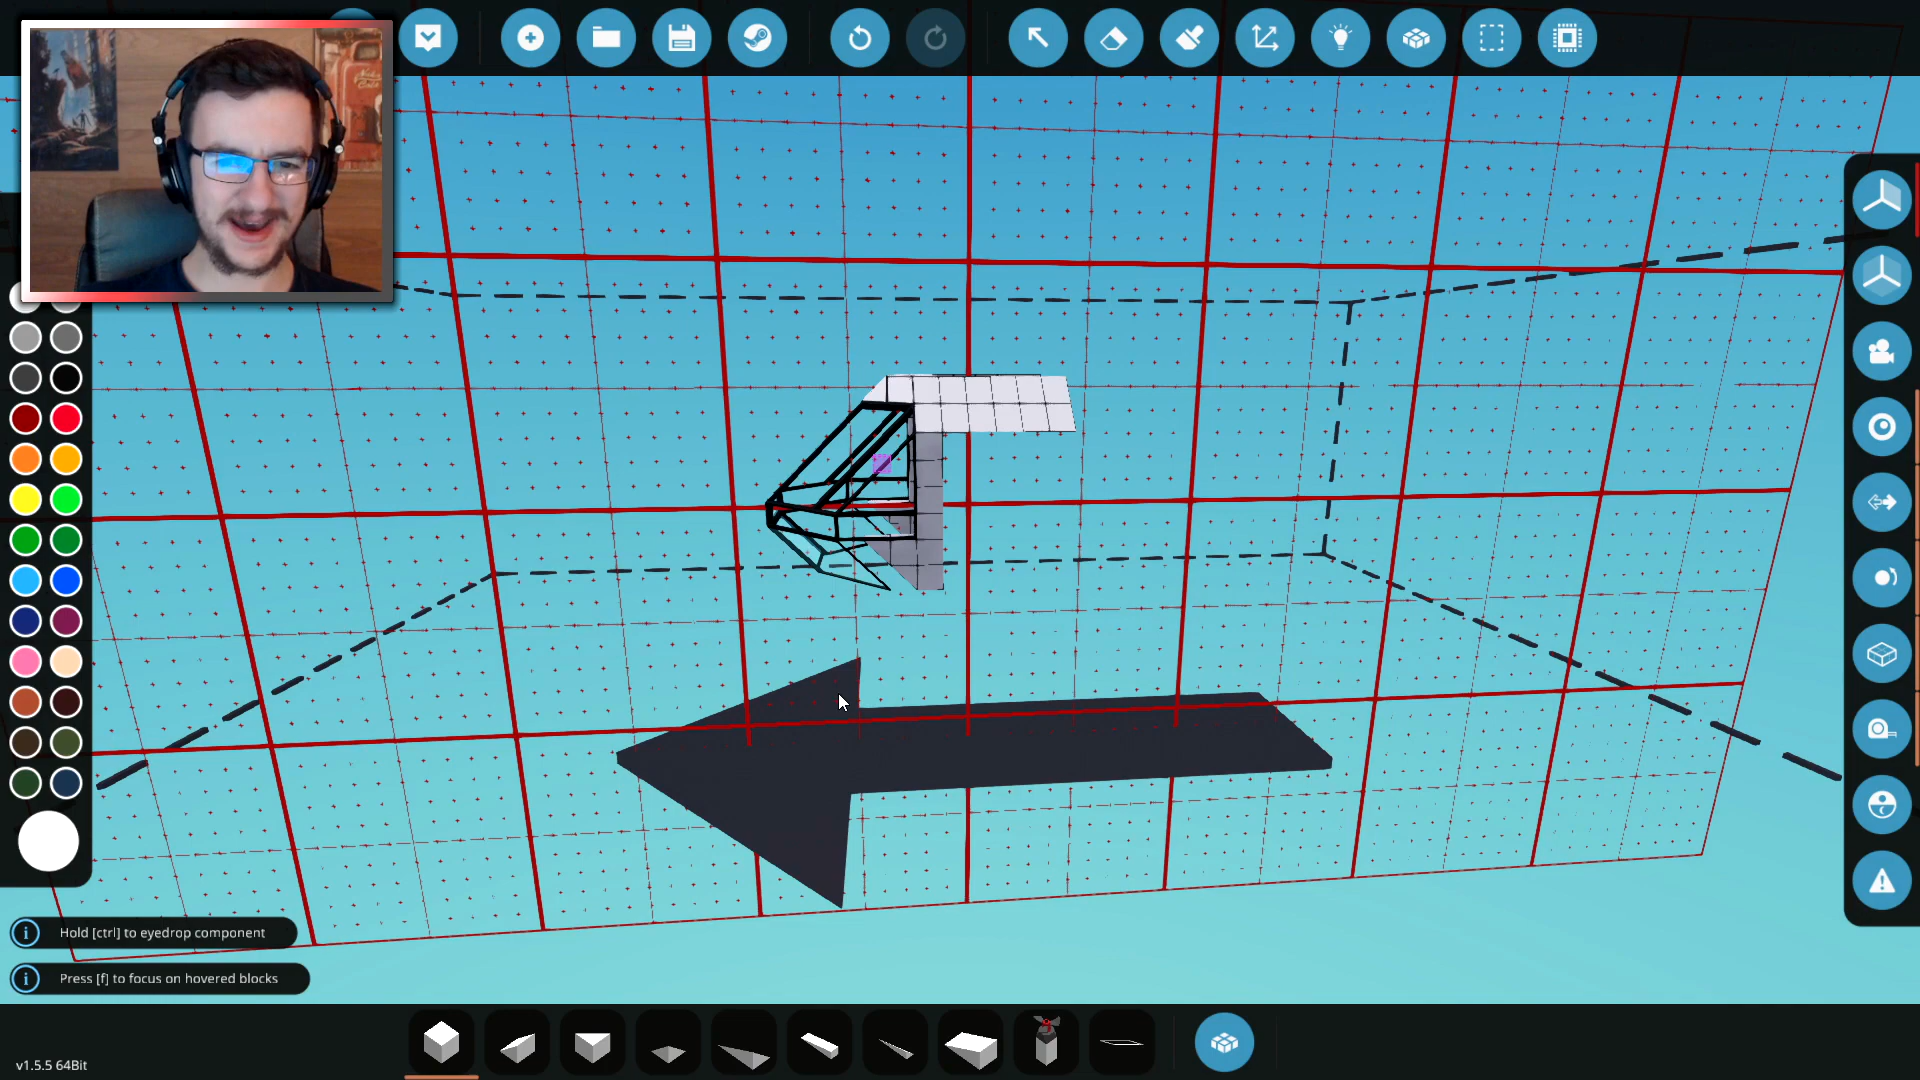 Hold [ctrl] to eyedrop component
Press [f] to focus on hovered blocks
v1.5.5 64Bit